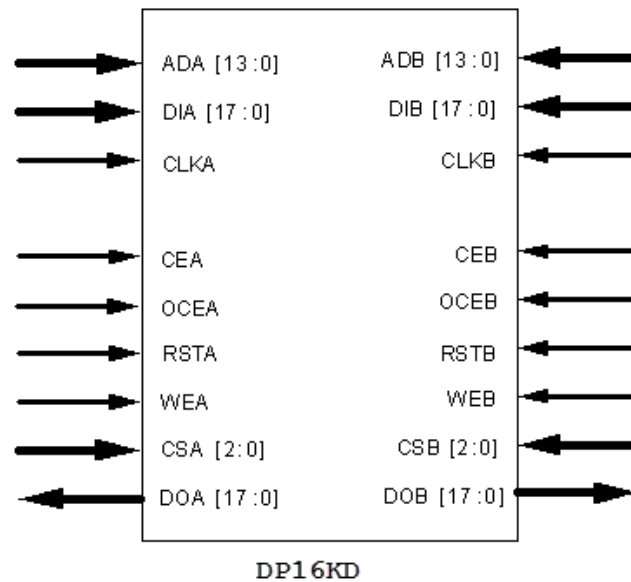 ADA [13:0] ADB [13:0]
DIA [17:0] DIB [17:0]
CLKA CLKB
CEA CEB
OCEA OCEB
RSTA RSTB
WEA WEB
CSA [2:0] CSB [2:0]
DOA [17:0] DOB [17:0]
DP16KD